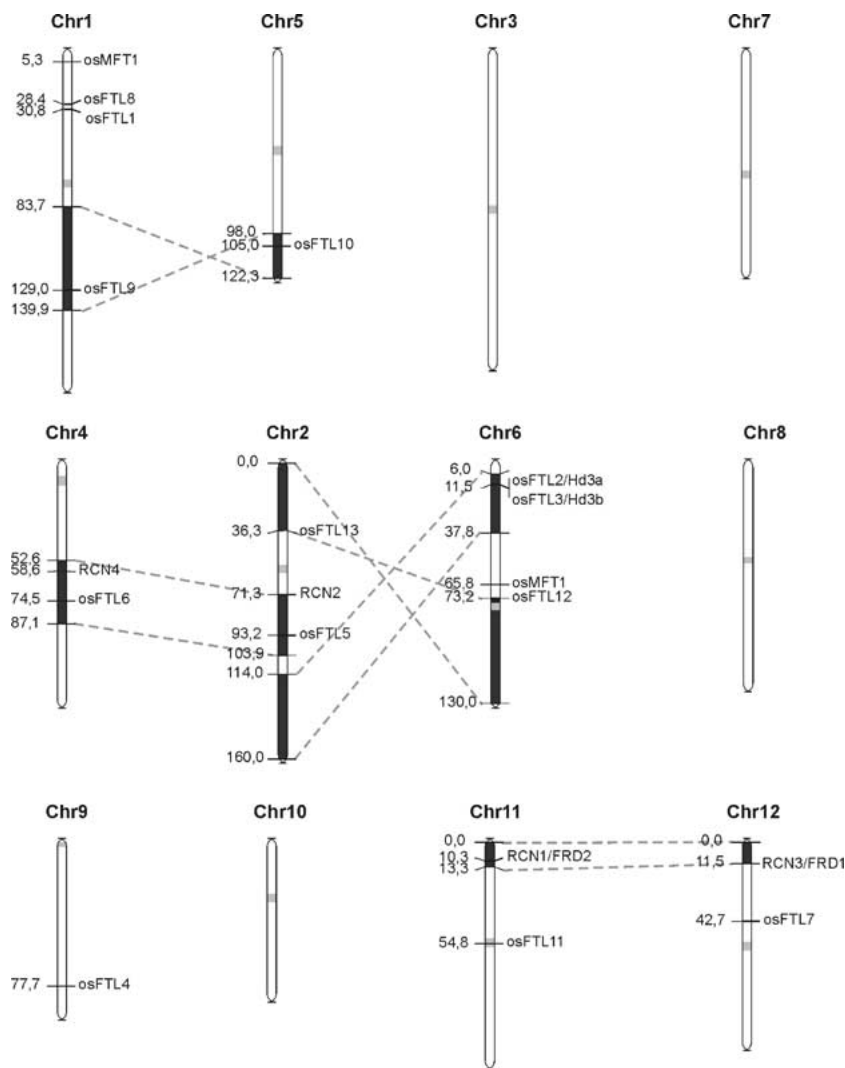 Chr1
5,3 osMFT1
28,4 osFTL8
30,8 osFTL1
83,7
129,0 osFTL9
139,9
Chr5
98,0
105,0 osFTL10
122,3
Chr3
Chr7
Chr4
52,6
58,6 RCN4
74,5 osFTL6
87,1
Chr2
0,0
36,3 osFTL13
71,3 RCN2
93,2 osFTL5
103,9
114,0
160,0
Chr6
6,0 osFTL2/Hd3a
11,5 osFTL3/Hd3b
37,8
65,8 osMFT1
73,2 osFTL12
130,0
Chr8
Chr9
77,7 osFTL4
Chr10
Chr11
0,0
10,3 RCN1/FRD2
13,3
54,8 osFTL11
Chr12
0,0
11,5 RCN3/FRD1
42,7 osFTL7